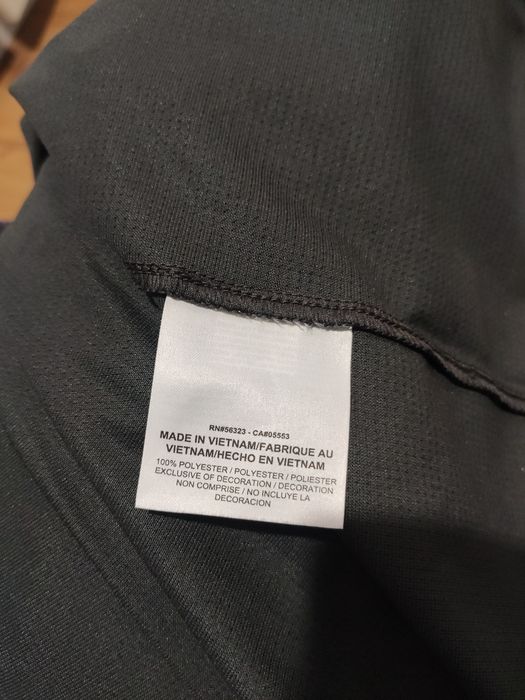 RN#56323 - CA#05553
MADE IN VIETNAM/FABRIQUE AU
VIETNAM/HECHO EN VIETNAM
100% POLYESTER / POLYESTER / POLIESTER
EXCLUSIVE OF DECORATION / DECORATION
NON COMPRISE / NO INCLUYE LA
DECORACION